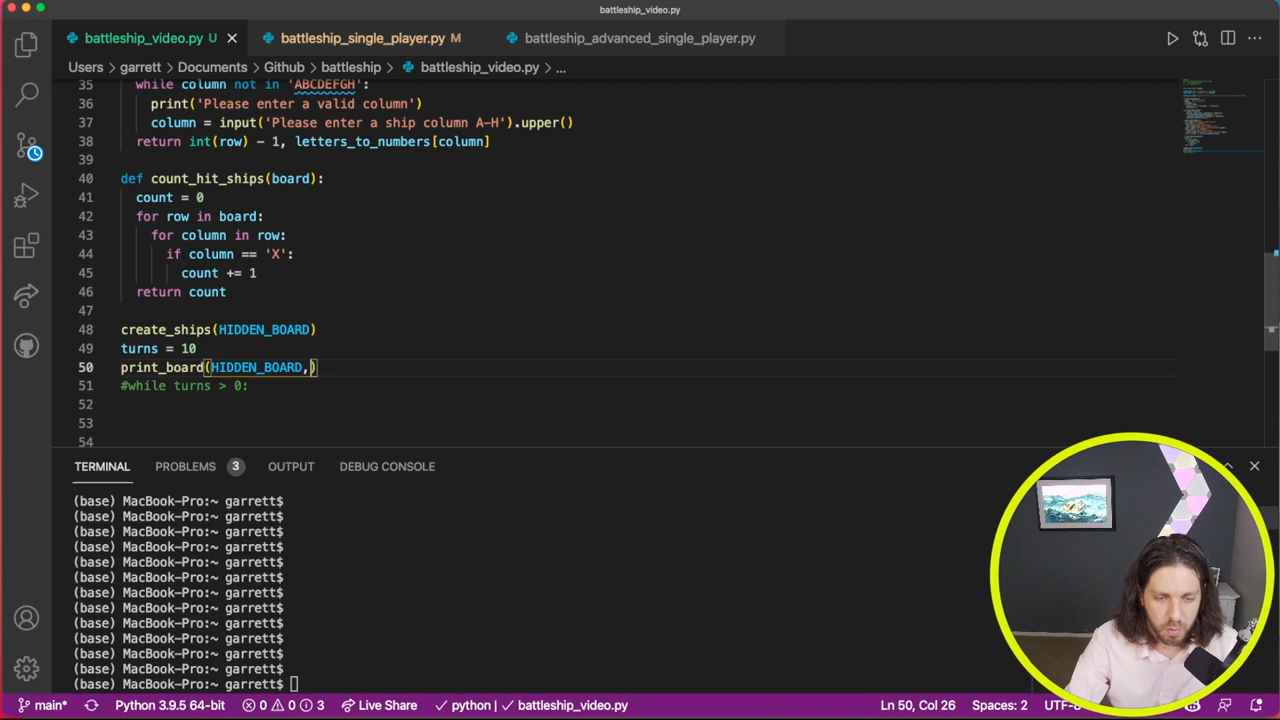 battleship_video.py
battleship_video.py U
battleship_single_player.py M
battleship_advanced_single_player.py
Users > garrett > Documents > Github > battleship > battleship_video.py > ...
35 while column not in 'ABCDEFGH':
36 print('Please enter a valid column')
37 column = input('Please enter a ship column A-H').upper()
38 return int(row) - 1, letters_to_numbers[column]
39
40 def count_hit_ships(board):
41 count = 0
42 for row in board:
43 for column in row:
44 if column == 'X':
45 count += 1
46 return count
47
48 create_ships(HIDDEN_BOARD)
49 turns = 10
50 print_board(HIDDEN_BOARD,)
51 #while turns > 0:
52
53
54
TERMINAL PROBLEMS 3 OUTPUT DEBUG CONSOLE
(base) MacBook-Pro:~ garrett$
(base) MacBook-Pro:~ garrett$
(base) MacBook-Pro:~ garrett$
(base) MacBook-Pro:~ garrett$
(base) MacBook-Pro:~ garrett$
(base) MacBook-Pro:~ garrett$
(base) MacBook-Pro:~ garrett$
(base) MacBook-Pro:~ garrett$
(base) MacBook-Pro:~ garrett$
(base) MacBook-Pro:~ garrett$
(base) MacBook-Pro:~ garrett$
(base) MacBook-Pro:~ garrett$
(base) MacBook-Pro:~ garrett$
main* Python 3.9.5 64-bit 0 0 3 Live Share python | battleship_video.py Ln 50, Col 26 Spaces: 2